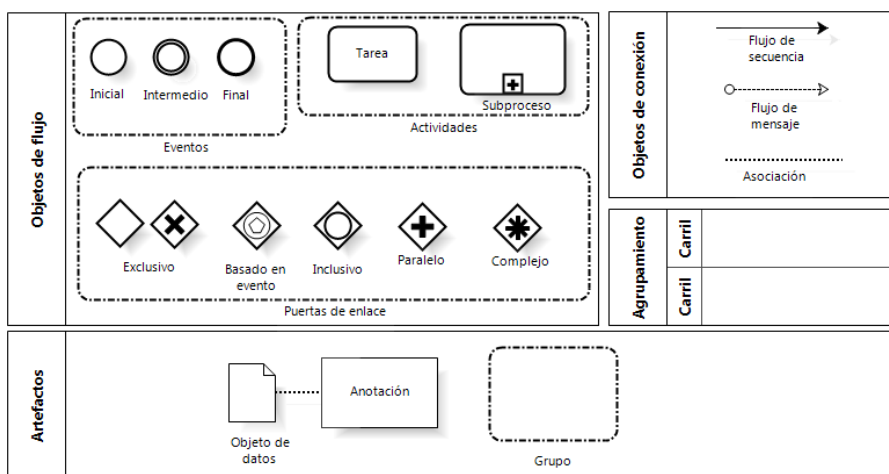 Objetos de flujo
Inicial
Intermedio
Final
Eventos
Tarea
Subproceso
Actividades
Exclusivo
Basado en
evento
Inclusivo
Paralelo
Complejo
Puertas de enlace
Objetos de conexión
Flujo de
secuencia
Flujo de
mensaje
Asociación
Agrupamiento
Carril
Carril
Artefactos
Objeto de
datos
Anotación
Grupo